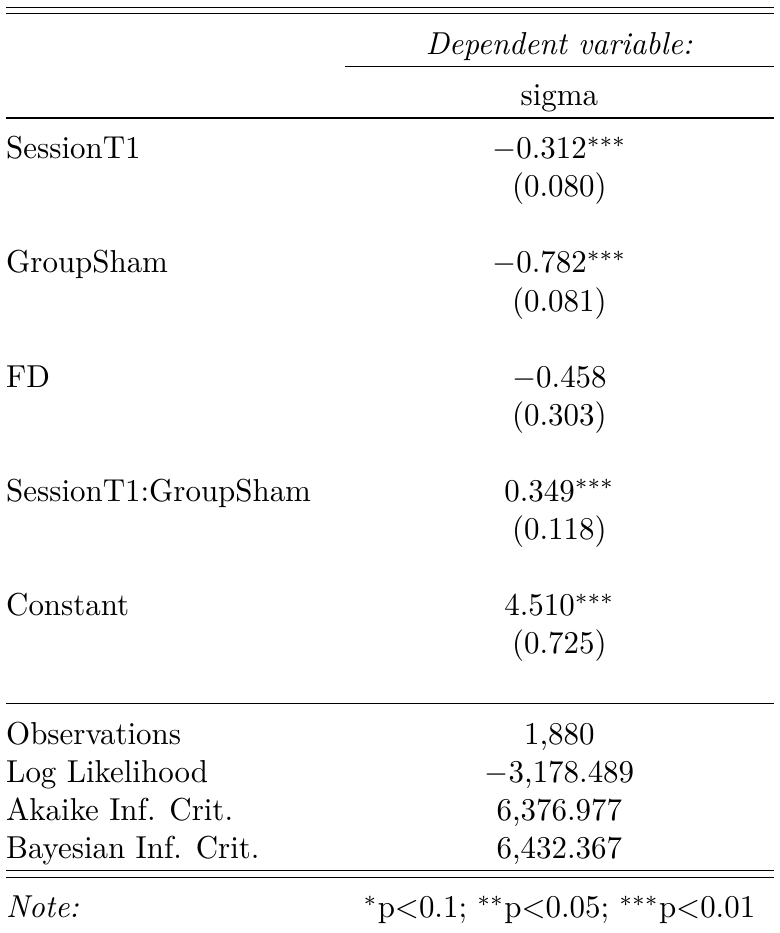 Dependent variable:
sigma
SessionT1 −0.312***
(0.080)
GroupSham −0.782***
(0.081)
FD −0.458
(0.303)
SessionT1:GroupSham 0.349***
(0.118)
Constant 4.510***
(0.725)
Observations 1,880
Log Likelihood −3,178.489
Akaike Inf. Crit. 6,376.977
Bayesian Inf. Crit. 6,432.367
Note: *p<0.1; **p<0.05; ***p<0.01